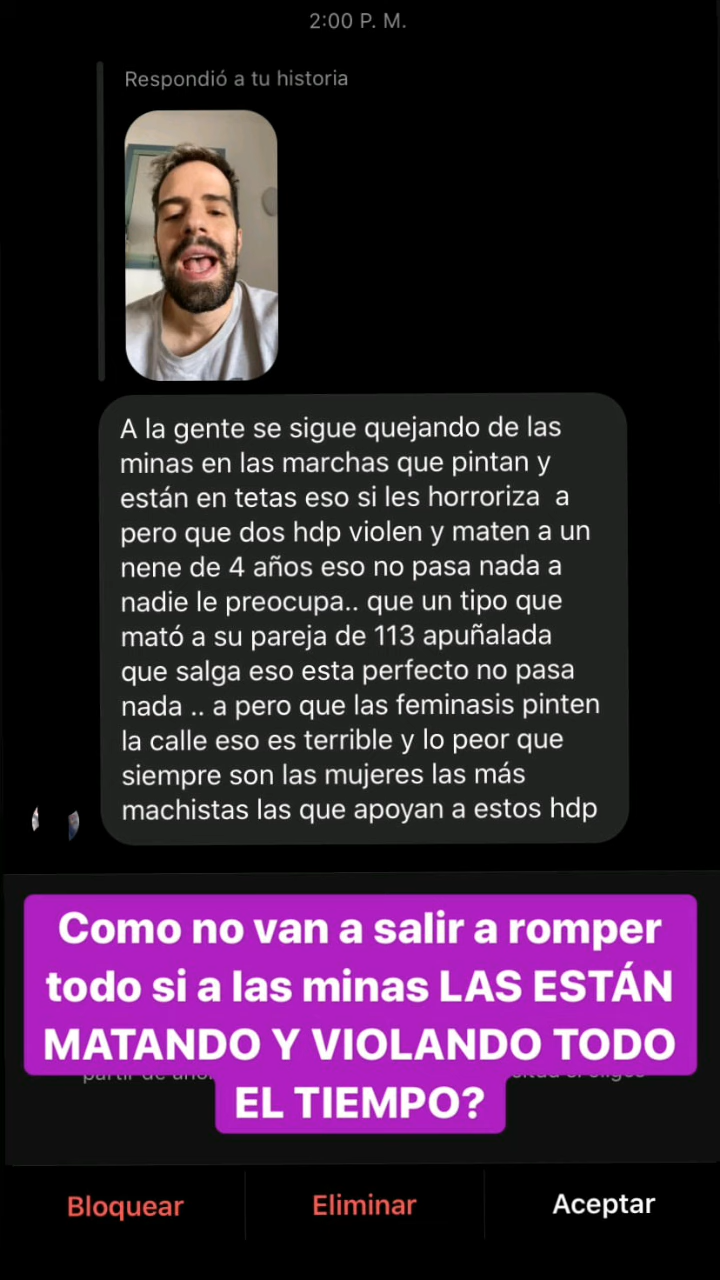 2:00 P. M.
Respondió a tu historia
A la gente se sigue quejando de las
minas en las marchas que pintan y
están en tetas eso si les horroriza a
pero que dos hdp violen y maten a un
nene de 4 años eso no pasa nada a
nadie le preocupa.. que un tipo que
mató a su pareja de 113 apuñalada
que salga eso esta perfecto no pasa
nada .. a pero que las feminasis pinten
la calle eso es terrible y lo peor que
siempre son las mujeres las más
machistas las que apoyan a estos hdp
Como no van a salir a romper
todo si a las minas LAS ESTÁN
MATANDO Y VIOLANDO TODO
EL TIEMPO?
Bloquear
Eliminar
Aceptar